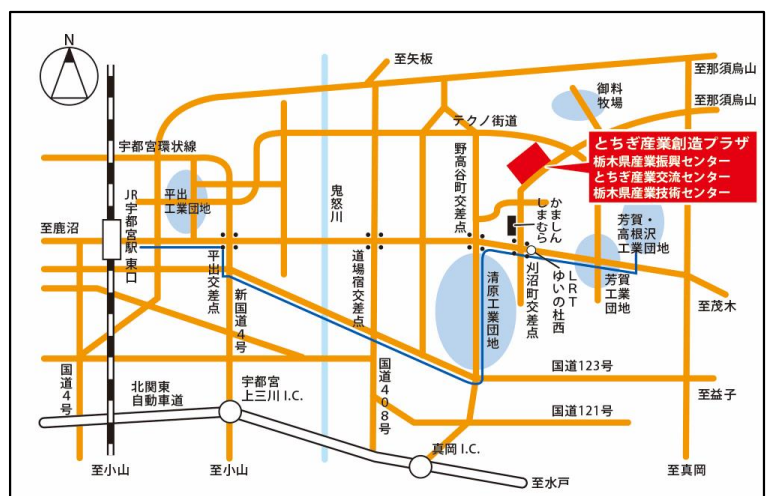 N
至矢板
至那須烏山
御料
牧場
至那須烏山
テクノ街道
とちぎ産業創造プラザ
栃木県産業振興センター
とちぎ産業交流センター
栃木県産業技術センター
宇都宮環状線
平出
工業団地
JR
宇都宮駅
東口
至鹿沼
鬼怒川
野高谷町交差点
かましん
しまむら
芳賀・
高根沢
工業団地
平出交差点
新国道4号
道場宿交差点
清原工業団地
刈沼町交差点
LRT
ゆいの杜西
芳賀
工業
団地
至茂木
国道4号
北関東
自動車道
宇都宮
上三川 I.C.
国道408号
国道123号
至益子
国道121号
真岡 I.C.
至小山
至小山
至水戸
至真岡